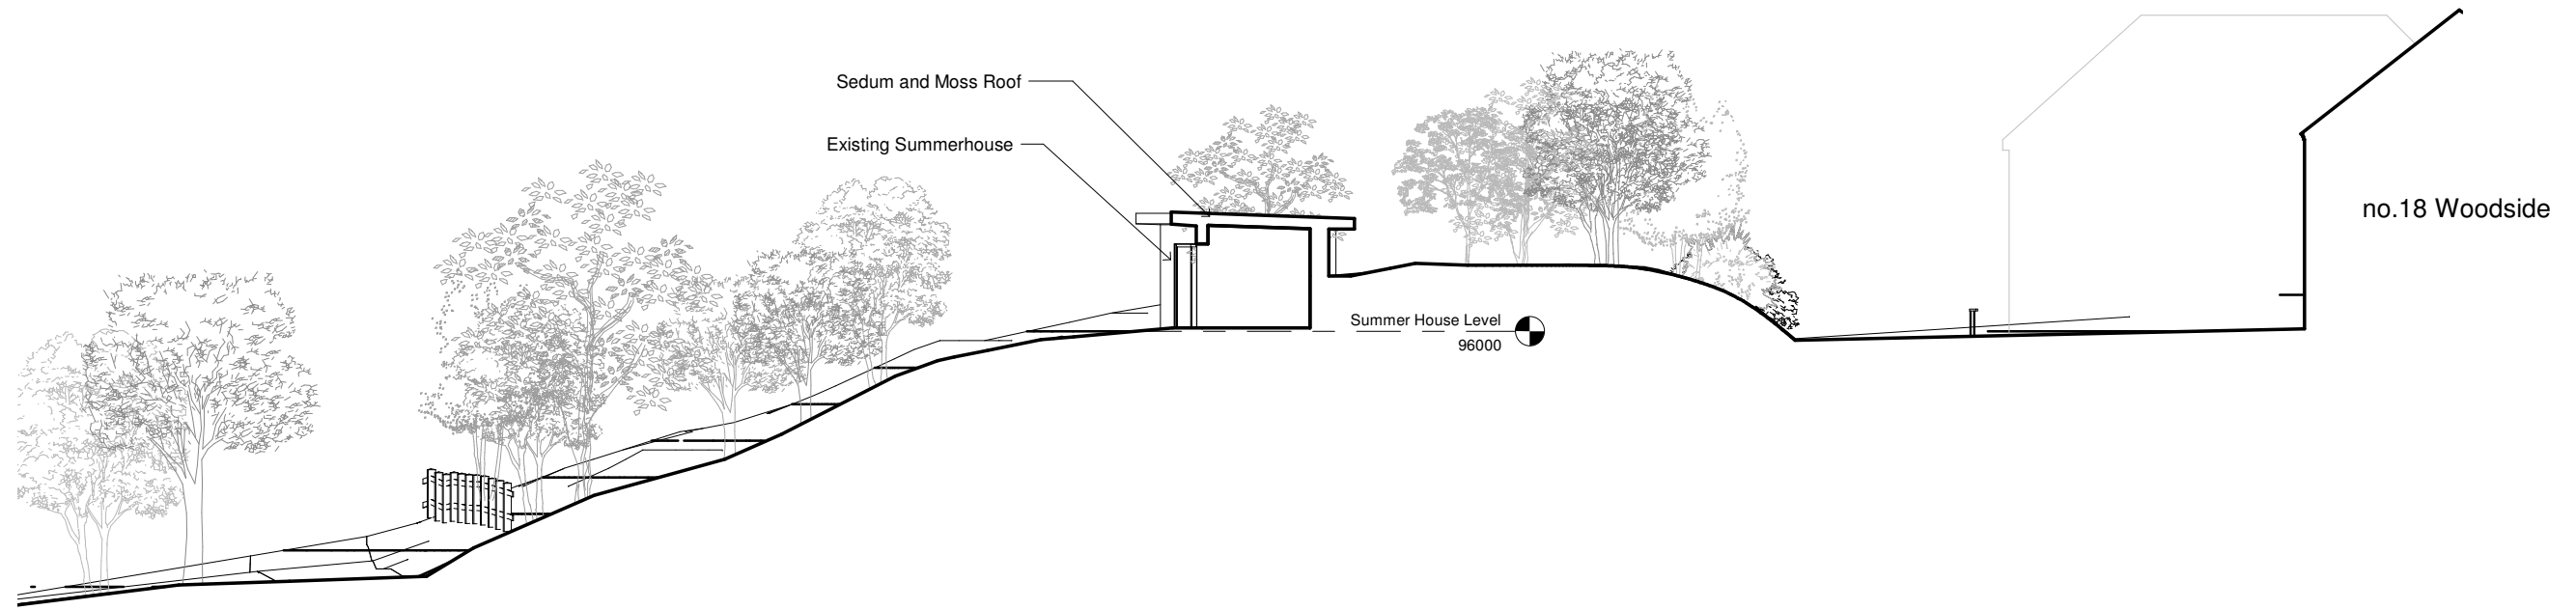 Sedum and Moss Roof
Existing Summerhouse
no.18 Woodside
Summer House Level
96000